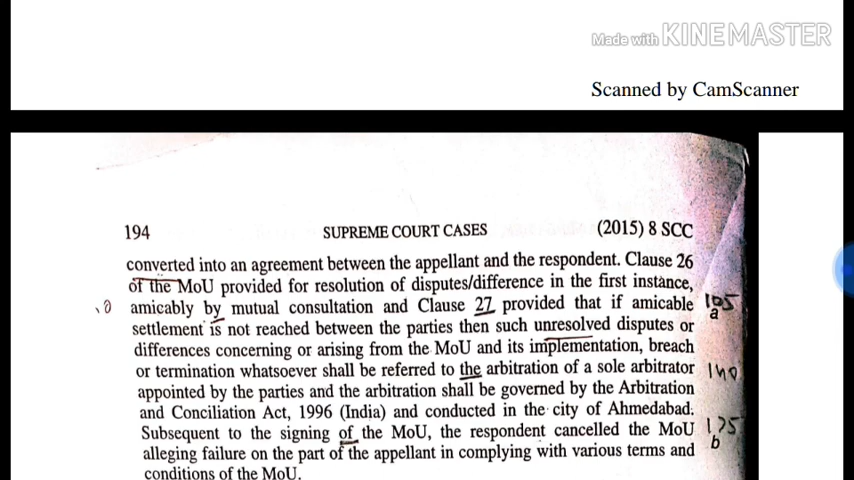 Made with KINEMASTER
Scanned by CamScanner
194 SUPREME COURT CASES (2015) 8 SCC
converted into an agreement between the appellant and the respondent. Clause 26
of the MoU provided for resolution of disputes/difference in the first instance,
amicably by mutual consultation and Clause 27 provided that if amicable 105
a
settlement is not reached between the parties then such unresolved disputes or
differences concerning or arising from the MoU and its implementation, breach
or termination whatsoever shall be referred to the arbitration of a sole arbitrator 140
appointed by the parties and the arbitration shall be governed by the Arbitration
and Conciliation Act, 1996 (India) and conducted in the city of Ahmedabad.
Subsequent to the signing of the MoU, the respondent cancelled the MoU 175
b
alleging failure on the part of the appellant in complying with various terms and
conditions of the MoU.